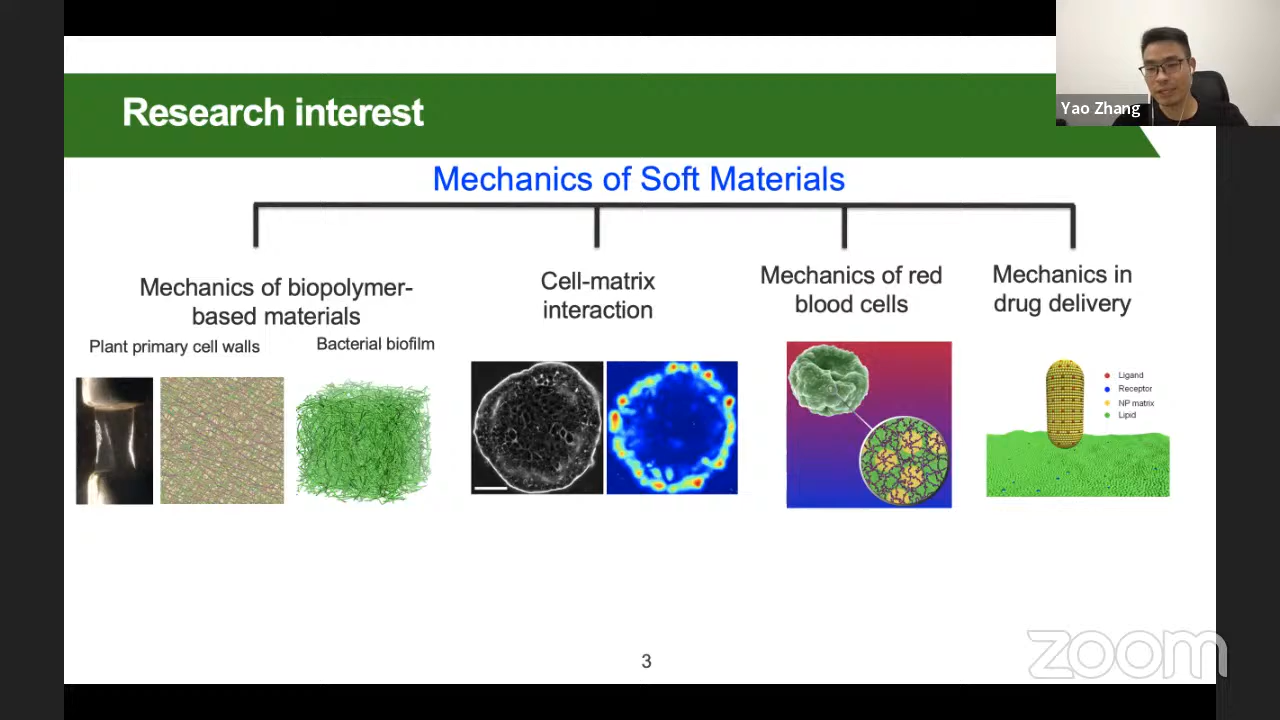 Research interest
Yao Zhang
Mechanics of Soft Materials
Mechanics of biopolymer-
based materials
Plant primary cell walls
Bacterial biofilm
Cell-matrix
interaction
Mechanics of red
blood cells
Mechanics in
drug delivery
Ligand
Receptor
NP matrix
Lipid
3
zoom